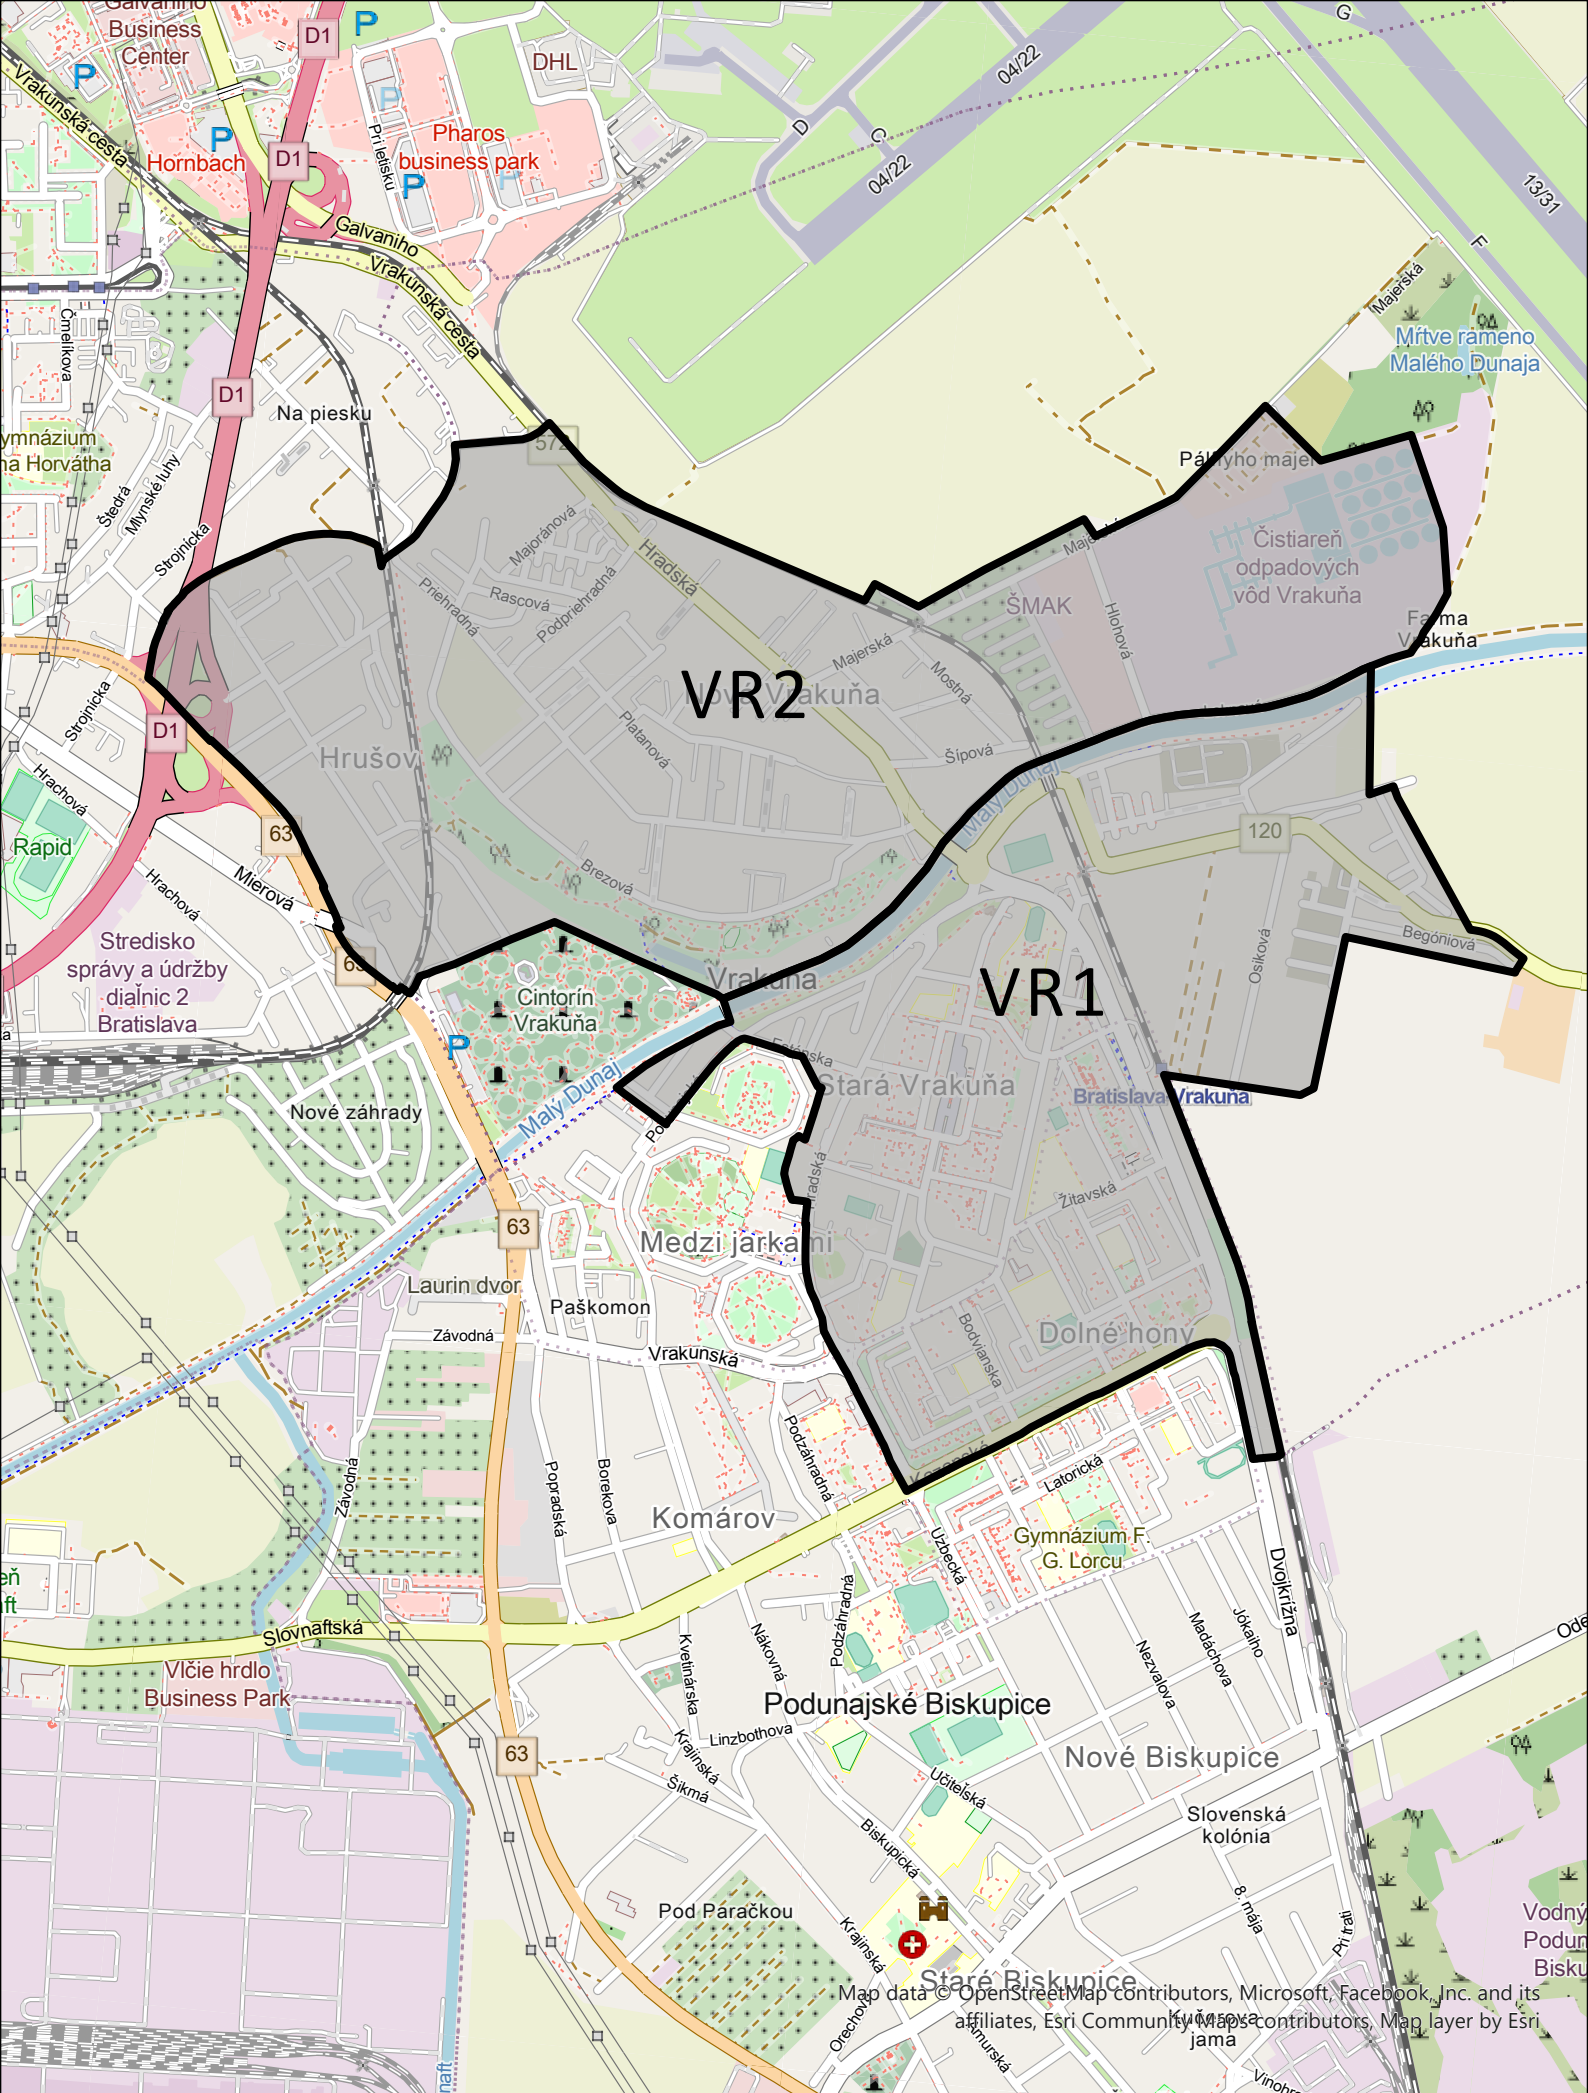 Galvaniho
Business
Center
D1
P
P
DHL
04/22
G
Vrakunská cesta
P
P
Hornbach
D1
Pri letisku
Pharos
business park
P
P
D
C
04/22
13/31
F
Galvaniho
Vrakunská cesta
Čmelíkova
Majerská
Mŕtve rameno
Malého Dunaja
D1
Na piesku
ymnázium
na Horvátha
Štedrá
Mlynské luhy
Strojnícka
572
Majoránová
Hradská
Rascová
Priehradná
Podpriehradná
ŠMAK
Hlohová
Čistiareň
odpadových
vôd Vrakuňa
Majerská
Mostná
VR2
Platanová
Šípová
Strojnícka
D1
Hrušov
Malý Dunaj
Hrachová
63
120
Rapid
Mierová
Hrachová
Brezová
Begóniová
Osiková
Stredisko
správy a údržby
diaľnic 2
Bratislava
63
Cintorín
Vrakuňa
Vrakuňa
VR1
P
Malý Dunaj
Stará Vrakuňa
Bratislava-Vrakuňa
Nové záhrady
Žitavská
63
Medzi jarkami
Laurin dvor
Paškomon
Závodná
Vrakunská
Bodvianska
Dolné hony
Podzáhradná
Závodná
Popradská
Borekova
Latorická
Komárov
Uzbecká
Gymnázium F.
G. Lorcu
Dvojkrížna
Podzáhradná
Slovnaftská
Kvetinárska
Nákovná
Nezvalova
Madáchova
Jókaiho
Vlčie hrdlo
Business Park
Podunajské Biskupice
Linzbothova
Krajinská
63
Nové Biskupice
Šikmá
Učiteľská
Slovenská
kolónia
Biskupická
8. mája
Pri trati
Pod Páračkou
Krajinská
Staré Biskupice
Orechová
Map data © OpenStreetMap contributors, Microsoft, Facebook, Inc. and its
affiliates, Esri Community Maps contributors, Map layer by Esri
jama